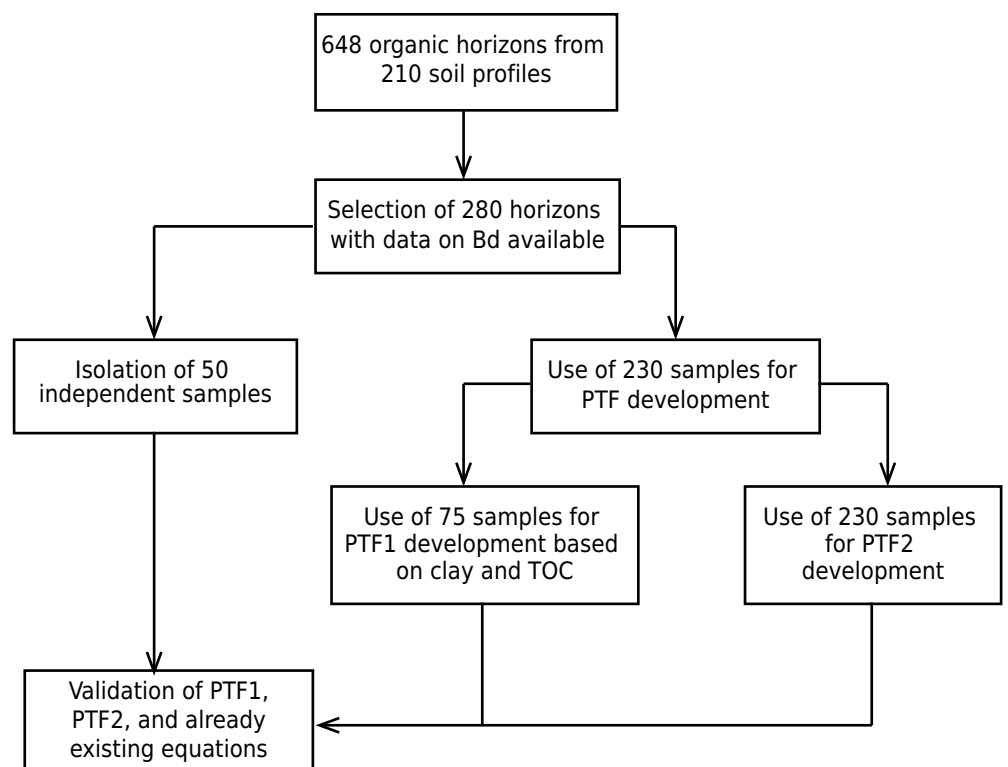 648 organic horizons from
210 soil profiles
Selection of 280 horizons
with data on Bd available
Isolation of 50
independent samples
Use of 230 samples for
PTF development
Use of 75 samples for
PTF1 development based
on clay and TOC
Use of 230 samples
for PTF2
development
Validation of PTF1,
PTF2, and already
existing equations